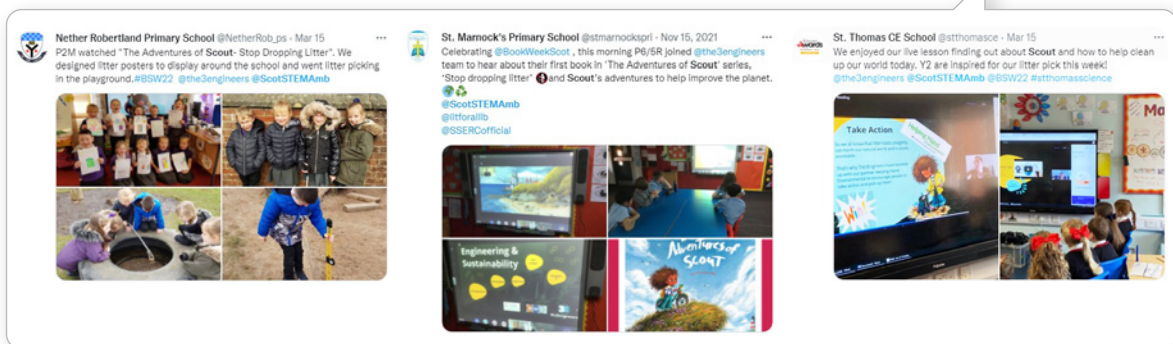 Nether Robertland Primary School @NetherRob_ps · Mar 15
P2M watched "The Adventures of Scout- Stop Dropping Litter". We
designed litter posters to display around the school and went litter picking
in the playground.#BSW22 @the3engineers @ScotSTEMAmb
St. Marnock's Primary School @stmarnockspri · Nov 15, 2021
Celebrating @BookWeekScot , this morning P6/5R joined @the3engineers
team to hear about their first book in 'The Adventures of Scout' series,
'Stop dropping litter' and Scout's adventures to help improve the planet.
@ScotSTEMAmb
@litforallib
@SSERCofficial
Engineering &
Sustainability
Adventures of
SCOUT
Awards
St. Thomas CE School @stthomasce · Mar 15
We enjoyed our live lesson finding out about Scout and how to help clean
up our world today. Y2 are inspired for our litter pick this week!
@the3engineers @ScotSTEMAmb @BSW22 #stthomasscience
Take Action
Helping Hand
Win!
Ma